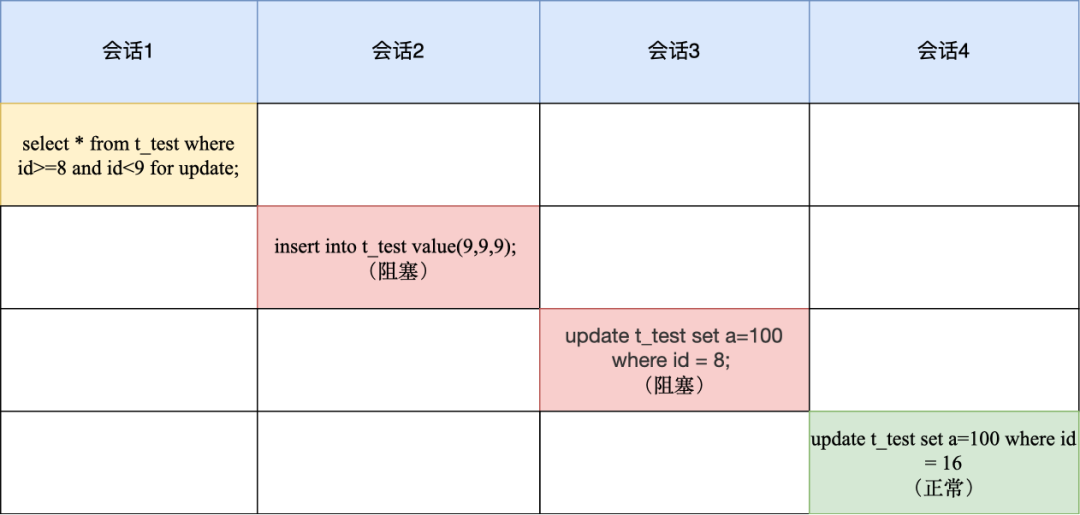 会话1
会话2
会话3
会话4
select * from t_test where
id>=8 and id<9 for update;
insert into t_test value(9,9,9);
（阻塞）
update t_test set a=100
where id = 8;
（阻塞）
update t_test set a=100 where id
= 16
（正常）